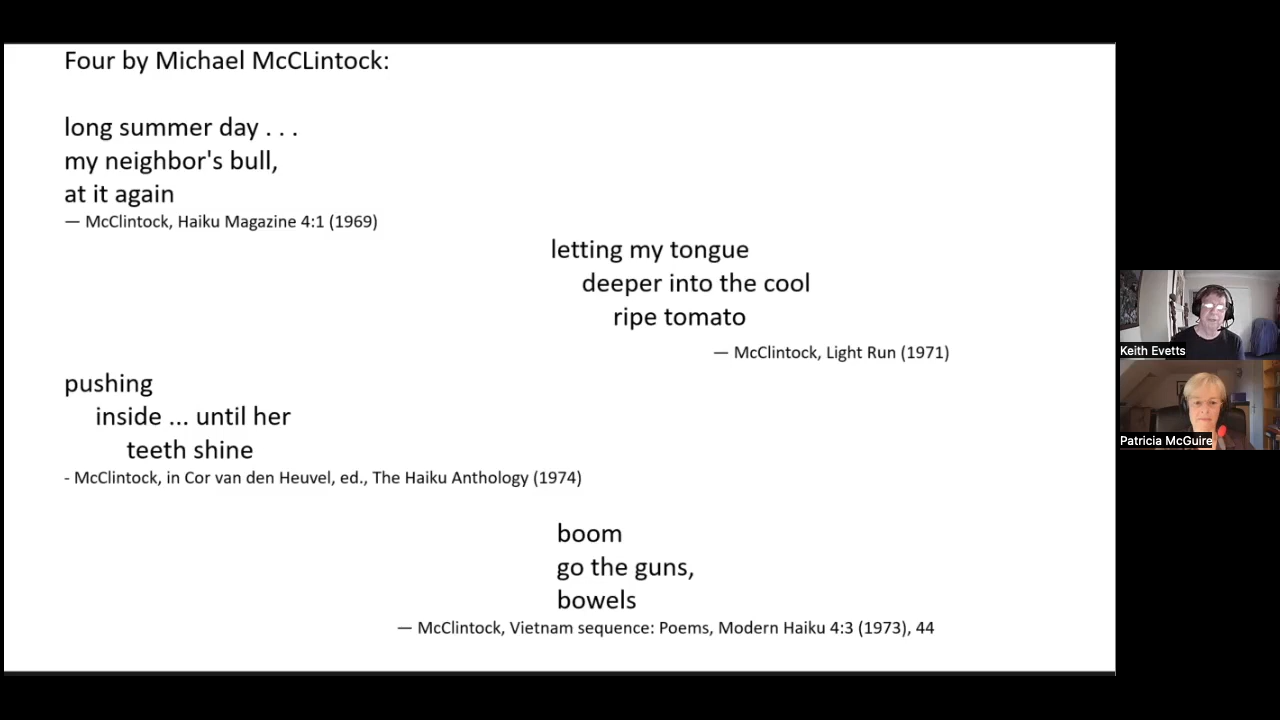 Four by Michael McCLintock:
long summer day . . .
my neighbor's bull,
at it again
— McClintock, Haiku Magazine 4:1 (1969)
letting my tongue
deeper into the cool
ripe tomato
— McClintock, Light Run (1971)
pushing
inside ... until her
teeth shine
- McClintock, in Cor van den Heuvel, ed., The Haiku Anthology (1974)
boom
go the guns,
bowels
— McClintock, Vietnam sequence: Poems, Modern Haiku 4:3 (1973), 44
Keith Evetts
Patricia McGuire